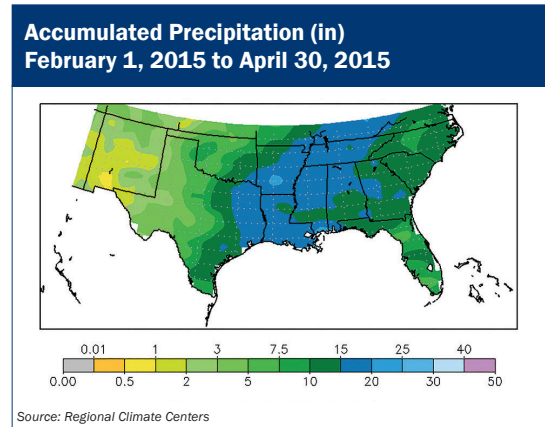 Accumulated Precipitation (in)
February 1, 2015 to April 30, 2015
0.01 1 3 7.5 15 25 40
0.00 0.5 2 5 10 20 30 50
Source: Regional Climate Centers